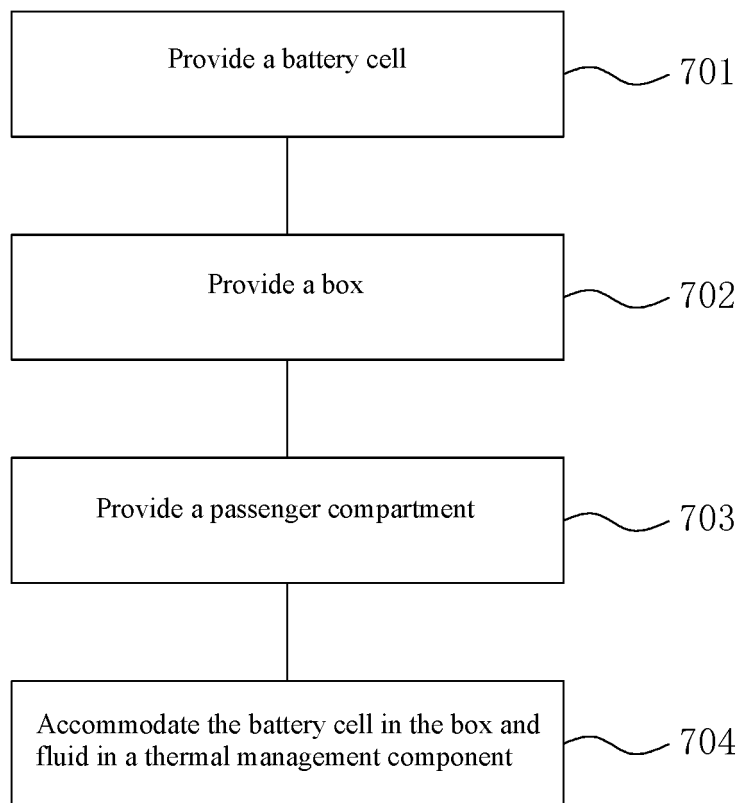 Provide a battery cell
701
Provide a box
702
Provide a passenger compartment
703
Accommodate the battery cell in the box and
fluid in a thermal management component
704